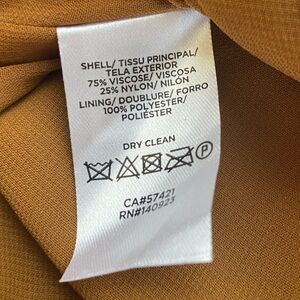 SHELL/ TISSU PRINCIPAL/
TELA EXTERIOR
75% VISCOSE/ VISCOSA
25% NYLON/ NILÓN
LINING/ DOUBLURE/ FORRO
100% POLYESTER/
POLIÉSTER
DRY CLEAN
P
CA#57421
RN#140923